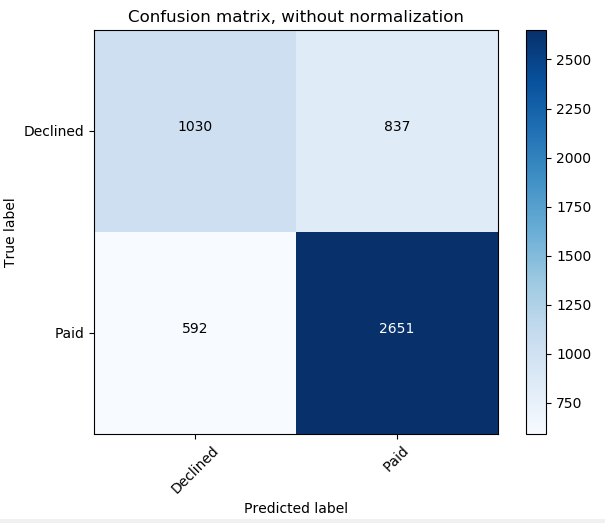 Confusion matrix, without normalization
Declined
1030
837
Paid
592
2651
True label
Declined
Paid
Predicted label
2500
2250
2000
1750
1500
1250
1000
750